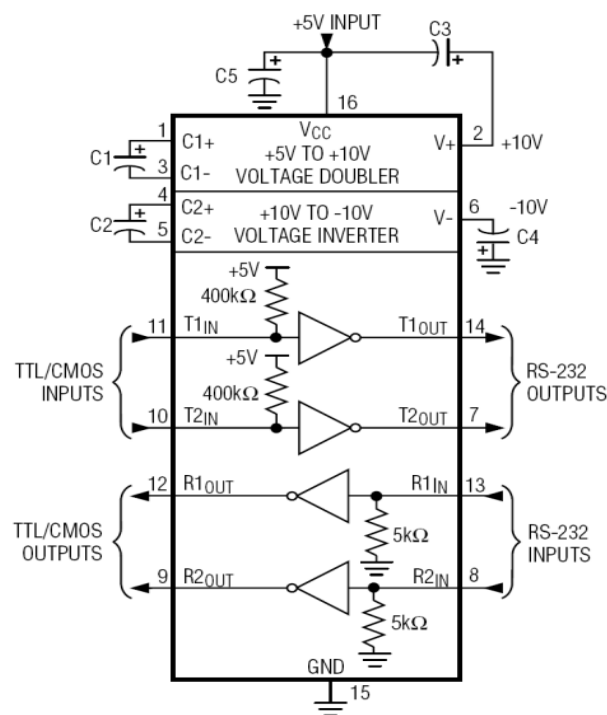 +5V INPUT
C3
+
C5
+
16
1
C1+
VCC
V+
2
+10V
+
C1
+
3
C1-
+5V TO +10V
VOLTAGE DOUBLER
4
C2+
+10V TO -10V
VOLTAGE INVERTER
V-
6
-10V
C2
+
5
C2-
C4
+
+5V
400kΩ
11
T1IN
T1OUT
14
+5V
400kΩ
TTL/CMOS
INPUTS
RS-232
OUTPUTS
10
T2IN
T2OUT
7
12
R1OUT
R1IN
13
5kΩ
TTL/CMOS
OUTPUTS
RS-232
INPUTS
9
R2OUT
R2IN
8
5kΩ
GND
15